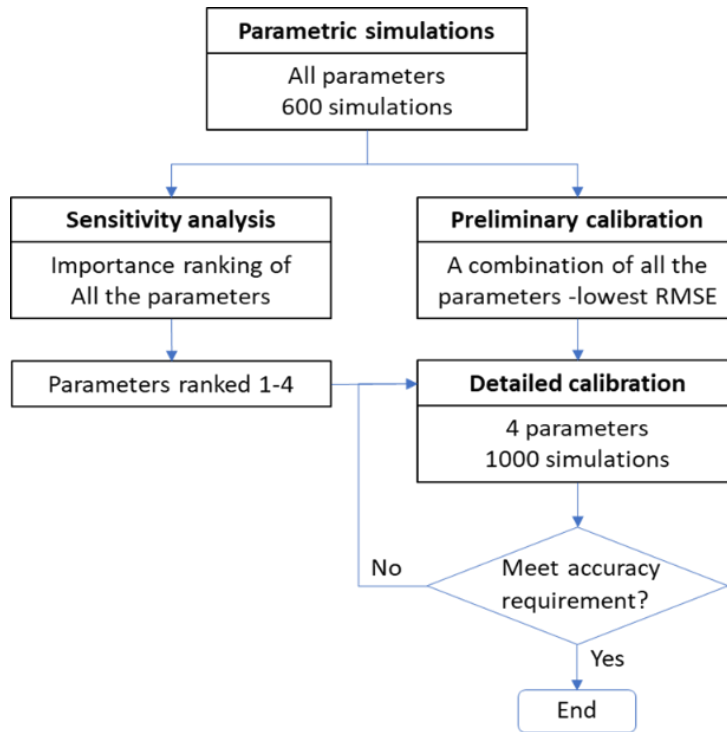 Parametric simulations
All parameters
600 simulations
Sensitivity analysis
Importance ranking of
All the parameters
Preliminary calibration
A combination of all the
parameters -lowest RMSE
Parameters ranked 1-4
Detailed calibration
4 parameters
1000 simulations
Meet accuracy
requirement?
No
Yes
End